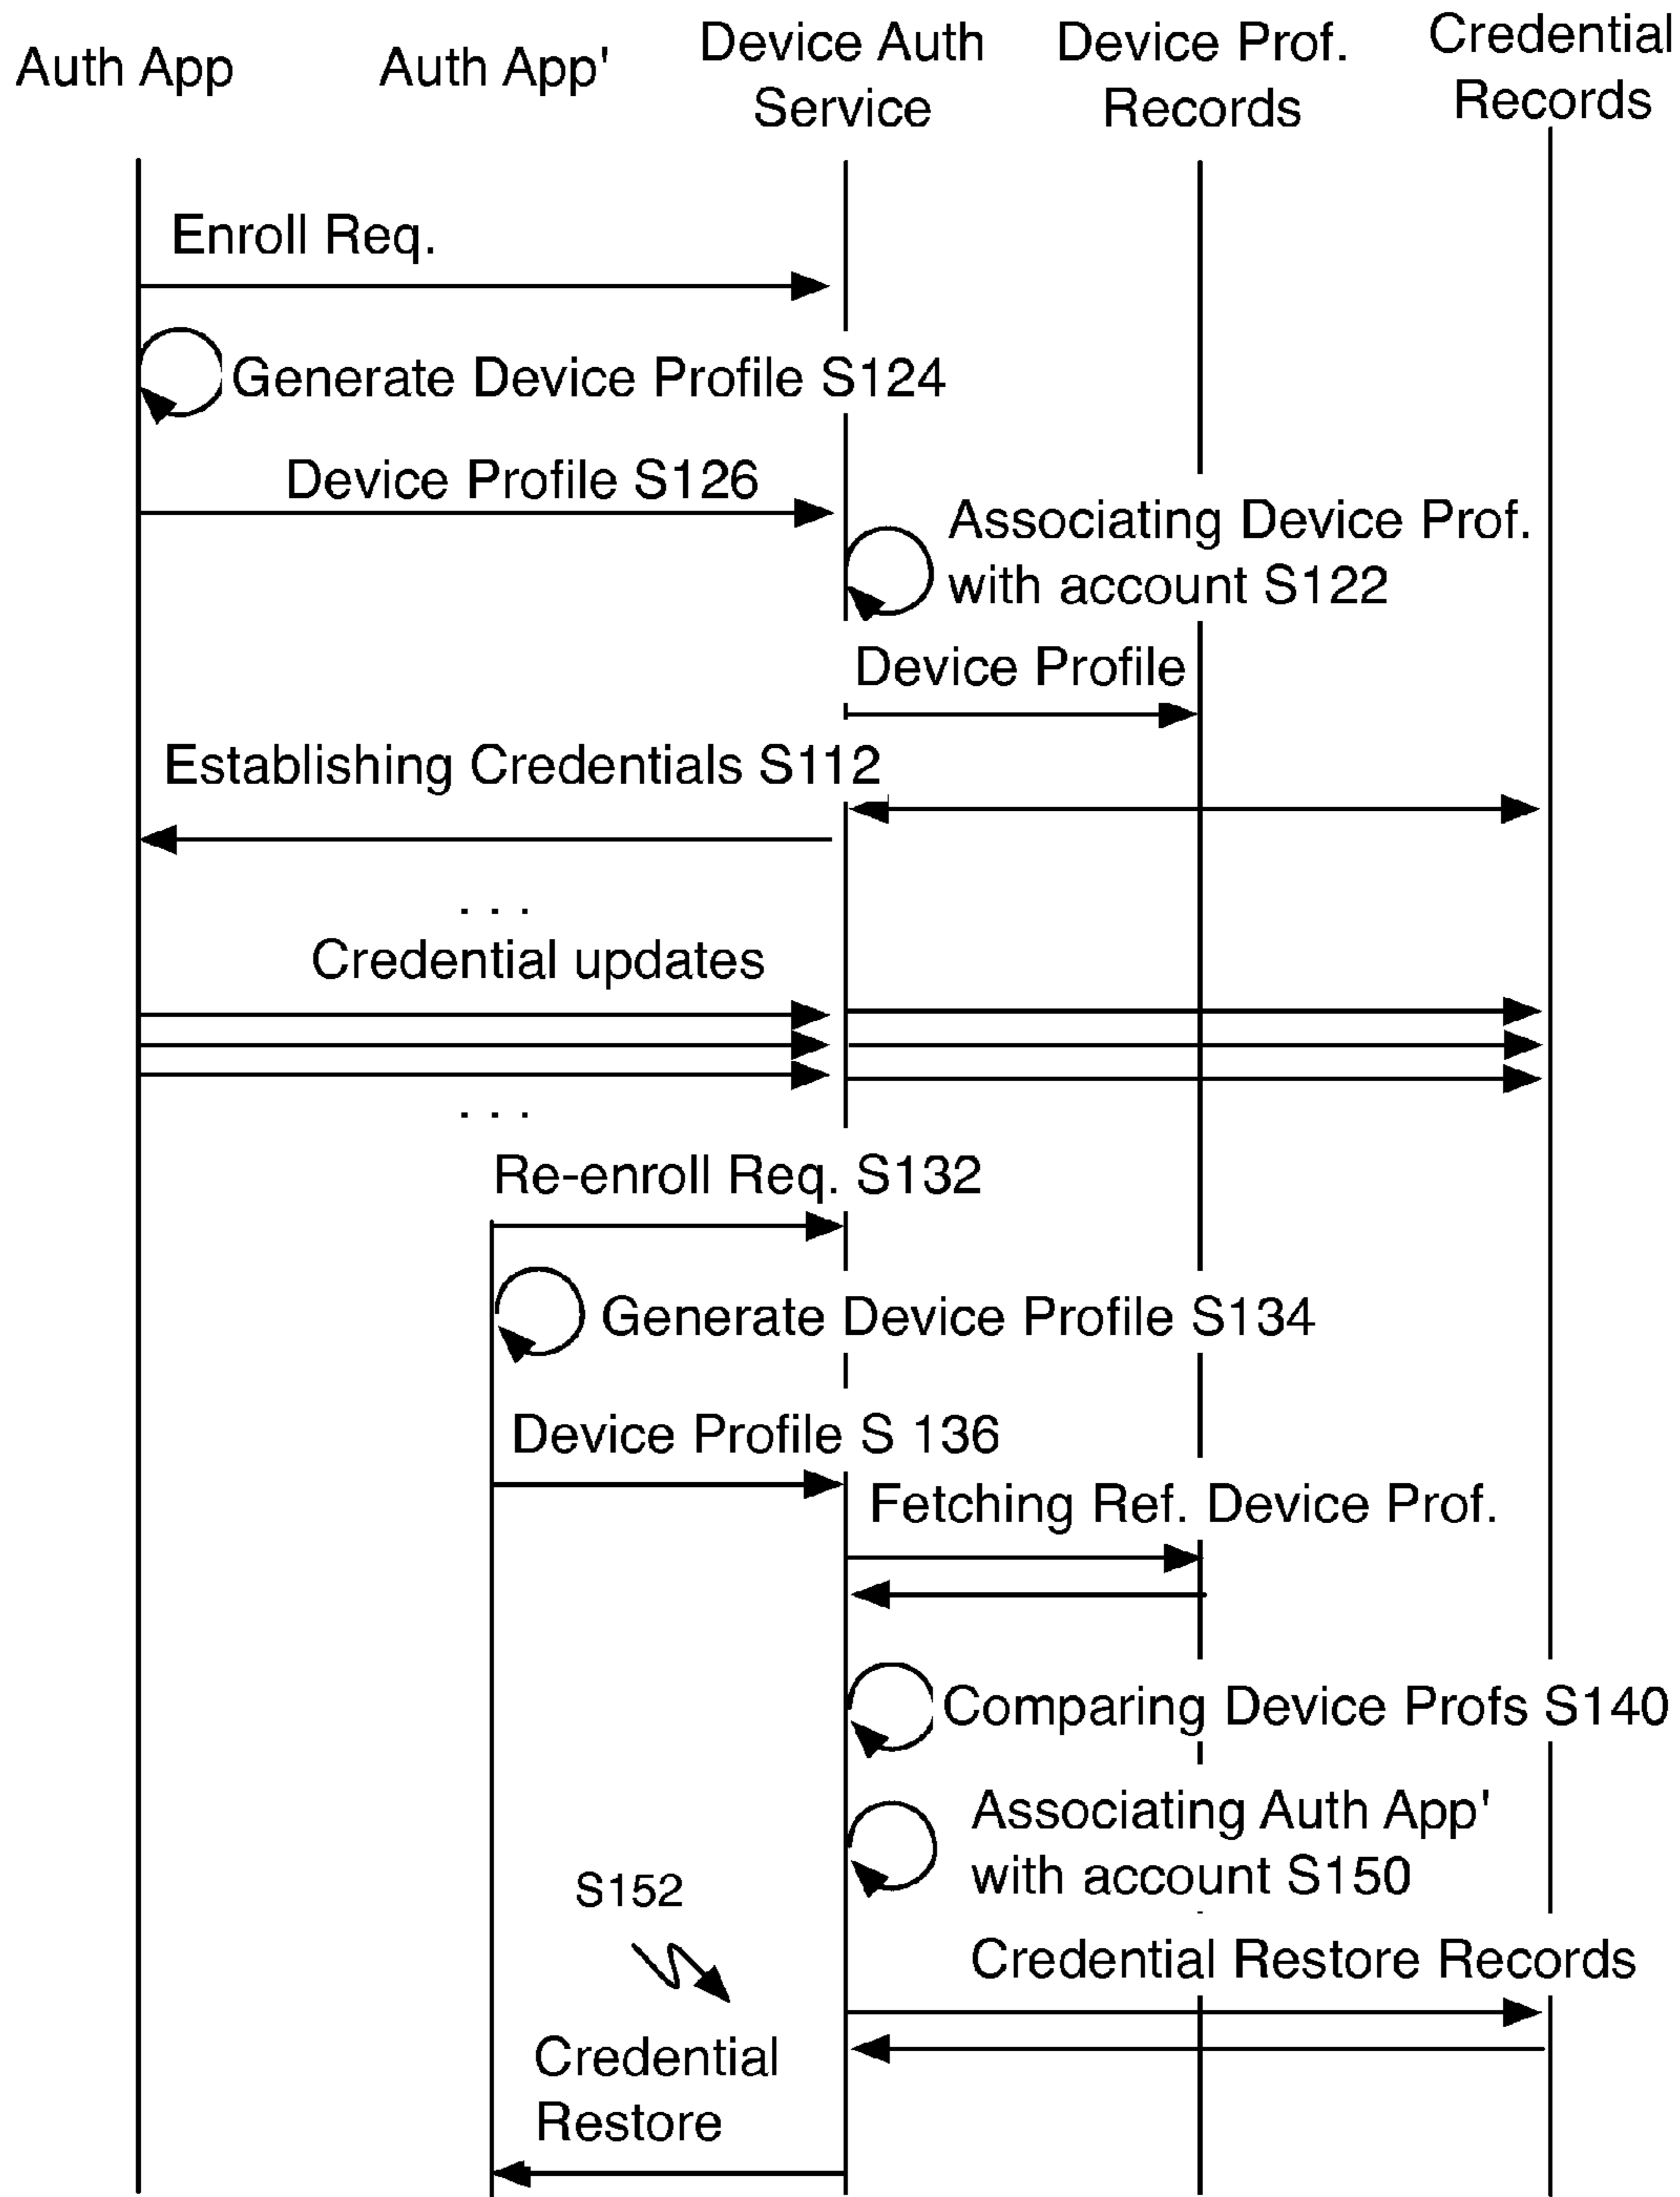 Auth App
Auth App'
Device Auth
Service
Device Prof.
Records
Credential
Records
Enroll Req.
Generate Device Profile S124
Device Profile S126
Associating Device Prof.
with account S122
Device Profile
Establishing Credentials S112
. . .
Credential updates
. . .
Re-enroll Req. S132
Generate Device Profile S134
Device Profile S 136
Fetching Ref. Device Prof.
Comparing Device Profs S140
Associating Auth App'
with account S150
S152
Credential Restore Records
Credential
Restore